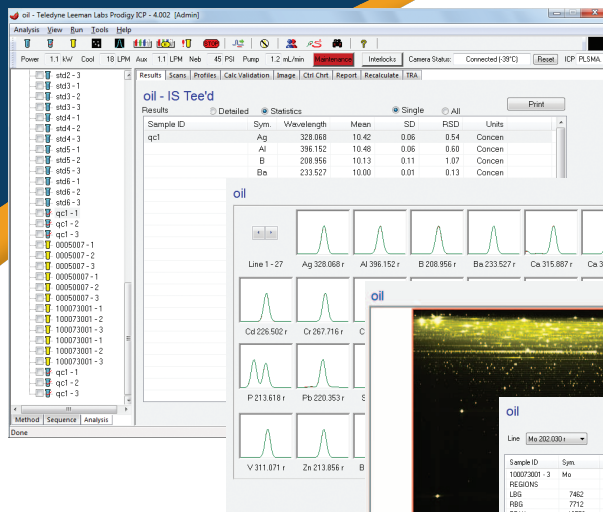 oil - Teledyne Leeman Labs Prodigy ICP - 4.002 [Admin]
Analysis View Run Tools Help
STOP
Power 1.1 kW Cool 18 LPM Aux 1.1 LPM Neb 45 PSI Pump 1.2 mL/min Maintenance Interlocks Camera Status: Connected (-39°C) Reset ICP PLSMA
std2 - 3
std3 - 1
std3 - 2
std3 - 3
std4 - 1
std4 - 2
std4 - 3
std5 - 1
std5 - 2
std5 - 3
std6 - 1
std6 - 2
std6 - 3
qc1 - 1
qc1 - 2
qc1 - 3
0005007 - 1
0005007 - 2
0005007 - 3
00050007 - 1
00050007 - 2
00050007 - 3
100073001 - 1
100073001 - 2
100073001 - 3
100073001 - 1
100073001 - 2
100073001 - 3
qc1 - 1
qc1 - 2
qc1 - 3
Method Sequence Analysis
Done
Results Scans Profiles Calc Validation Image Ctrl Chrt Report Recalculate TRA
oil - IS Tee'd
Results Detailed Statistics Single All Print
Sample ID Sym. Wavelength Mean SD RSD Units
qc1 Ag 328.068 10.42 0.06 0.54 Concen
Al 396.152 10.48 0.06 0.60 Concen
B 208.956 10.13 0.11 1.07 Concen
Ba 233.527 10.00 0.01 0.13 Concen
oil
Line 1 - 27 Ag 328.068 r Al 396.152 r B 208.956 r Ba 233.527 r Ca 315.887 r Ca 3
Cd 226.502 r Cr 267.716 r C
P 213.618 r Pb 220.353 r S
V 311.071 r Zn 213.856 r B
oil
oil
Line Mo 202.030 r
Sample ID Sym.
100073001 - 3 Mo
REGIONS
LBG 7462
RBG 7712